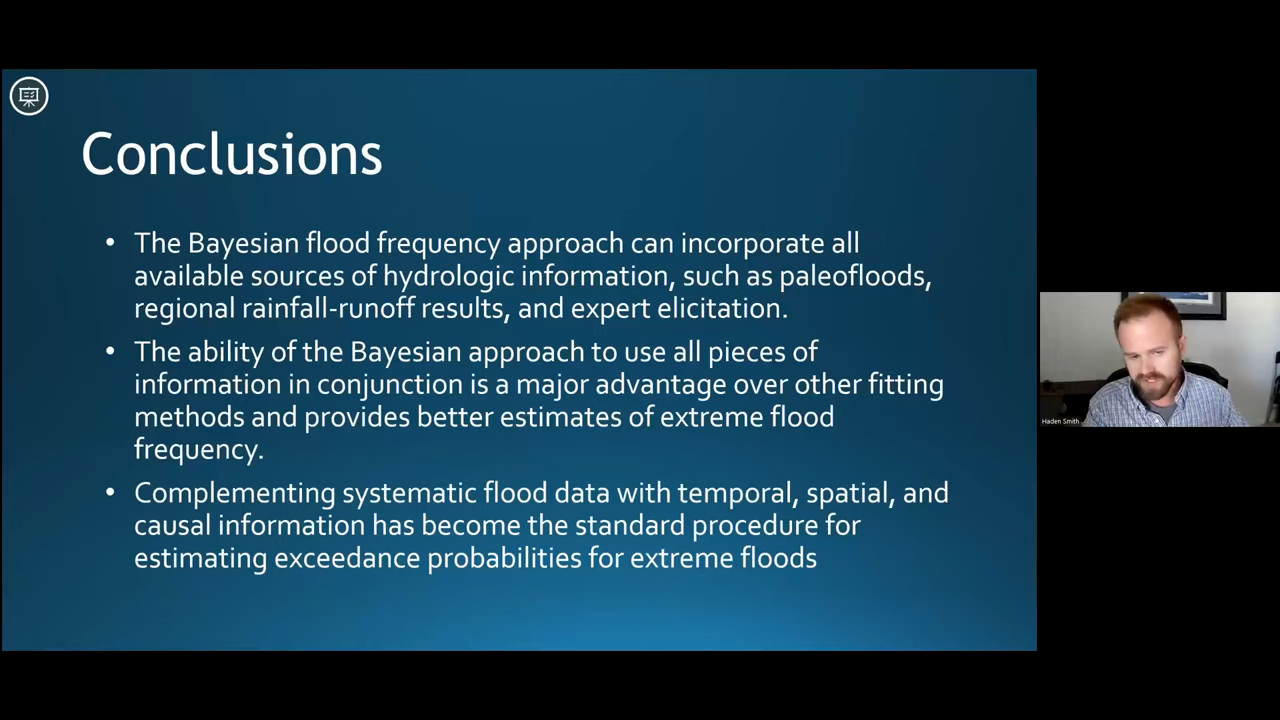 Conclusions
• The Bayesian flood frequency approach can incorporate all
available sources of hydrologic information, such as paleofloods,
regional rainfall-runoff results, and expert elicitation.
• The ability of the Bayesian approach to use all pieces of
information in conjunction is a major advantage over other fitting
methods and provides better estimates of extreme flood
frequency.
• Complementing systematic flood data with temporal, spatial, and
causal information has become the standard procedure for
estimating exceedance probabilities for extreme floods
Haden Smith